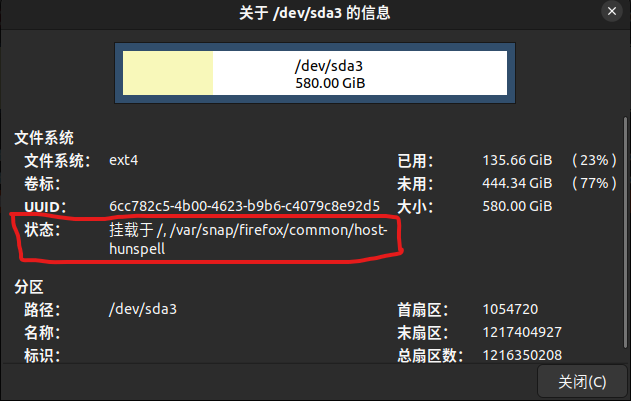 关于 /dev/sda3 的信息
/dev/sda3
580.00 GiB
文件系统
文件系统： ext4 已用： 135.66 GiB （ 23% ）
卷标： 未用： 444.34 GiB （ 77% ）
UUID： 6cc782c5-4b00-4623-b9b6-c4079c8e92d5 大小： 580.00 GiB
状态： 挂载于 /, /var/snap/firefox/common/host-
hunspell
分区
路径： /dev/sda3 首扇区： 1054720
名称： 末扇区： 1217404927
标识： 总扇区数： 1216350208
关闭(C)